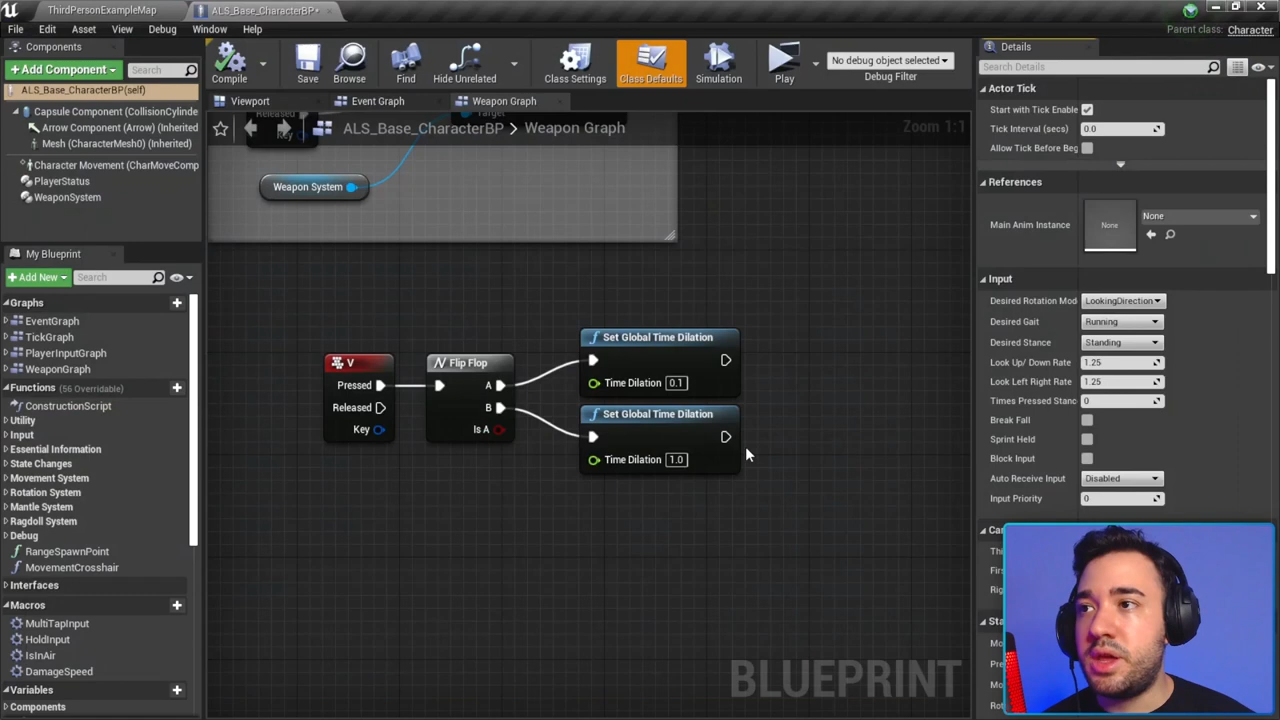 ThirdPersonExampleMap
ALS_Base_CharacterBP*
File Edit Asset View Debug Window Help
Parent class: Character
Components
+ Add Component
Search
ALS_Base_CharacterBP(self)
Capsule Component (CollisionCylinde
Arrow Component (Arrow) (Inherited
Mesh (CharacterMesh0) (Inherited)
Character Movement (CharMoveComp
PlayerStatus
WeaponSystem
My Blueprint
+ Add New
Search
Graphs
EventGraph
TickGraph
PlayerInputGraph
WeaponGraph
Functions (56 Overridable)
ConstructionScript
Utility
Input
Essential Information
State Changes
Movement System
Rotation System
Mantle System
Ragdoll System
Debug
RangeSpawnPoint
MovementCrosshair
Interfaces
Macros
MultiTapInput
HoldInput
IsInAir
DamageSpeed
Variables
Components
Compile
Save
Browse
Find
Hide Unrelated
Class Settings
Class Defaults
Simulation
Play
No debug object selected
Debug Filter
Viewport
Event Graph
Weapon Graph
ALS_Base_CharacterBP > Weapon Graph
Zoom 1:1
Released
Key
Target
Weapon System
V
Pressed
Released
Key
Flip Flop
A
B
Is A
Set Global Time Dilation
Time Dilation 0.1
Set Global Time Dilation
Time Dilation 1.0
BLUEPRINT
Details
Search Details
Actor Tick
Start with Tick Enable
Tick Interval (secs) 0.0
Allow Tick Before Beg
References
Main Anim Instance
None
None
Input
Desired Rotation Mod LookingDirection
Desired Gait Running
Desired Stance Standing
Look Up/ Down Rate 1.25
Look Left Right Rate 1.25
Times Pressed Stanc 0
Break Fall
Sprint Held
Block Input
Auto Receive Input Disabled
Input Priority 0